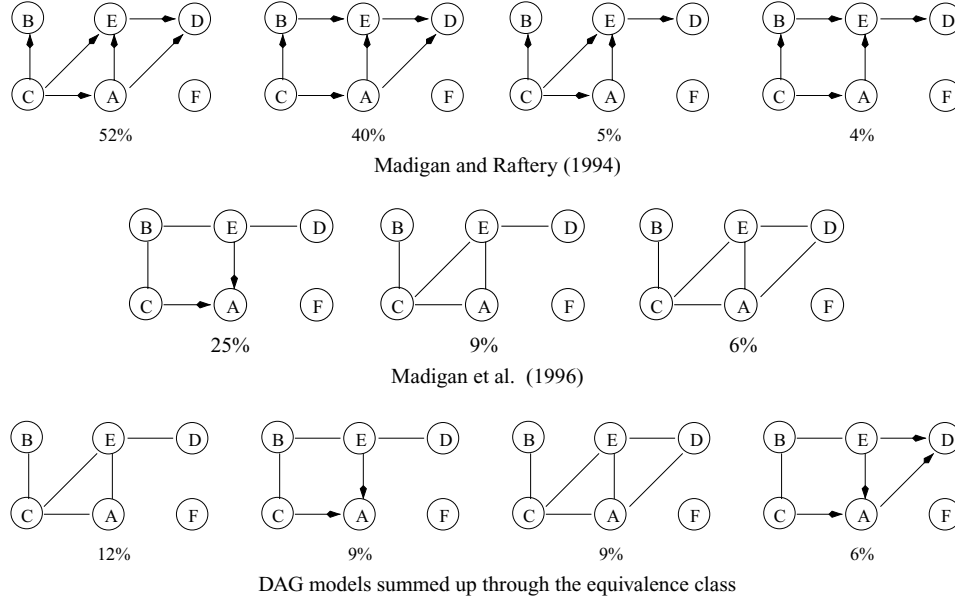 B E D B E D B E D B E D
C A F C A F C A F C A F
52% 40% 5% 4%
Madigan and Raftery (1994)
B E D B E D B E D
C A F C A F C A F
25% 9% 6%
Madigan et al. (1996)
B E D B E D B E D B E D
C A F C A F C A F C A F
12% 9% 9% 6%
DAG models summed up through the equivalence class